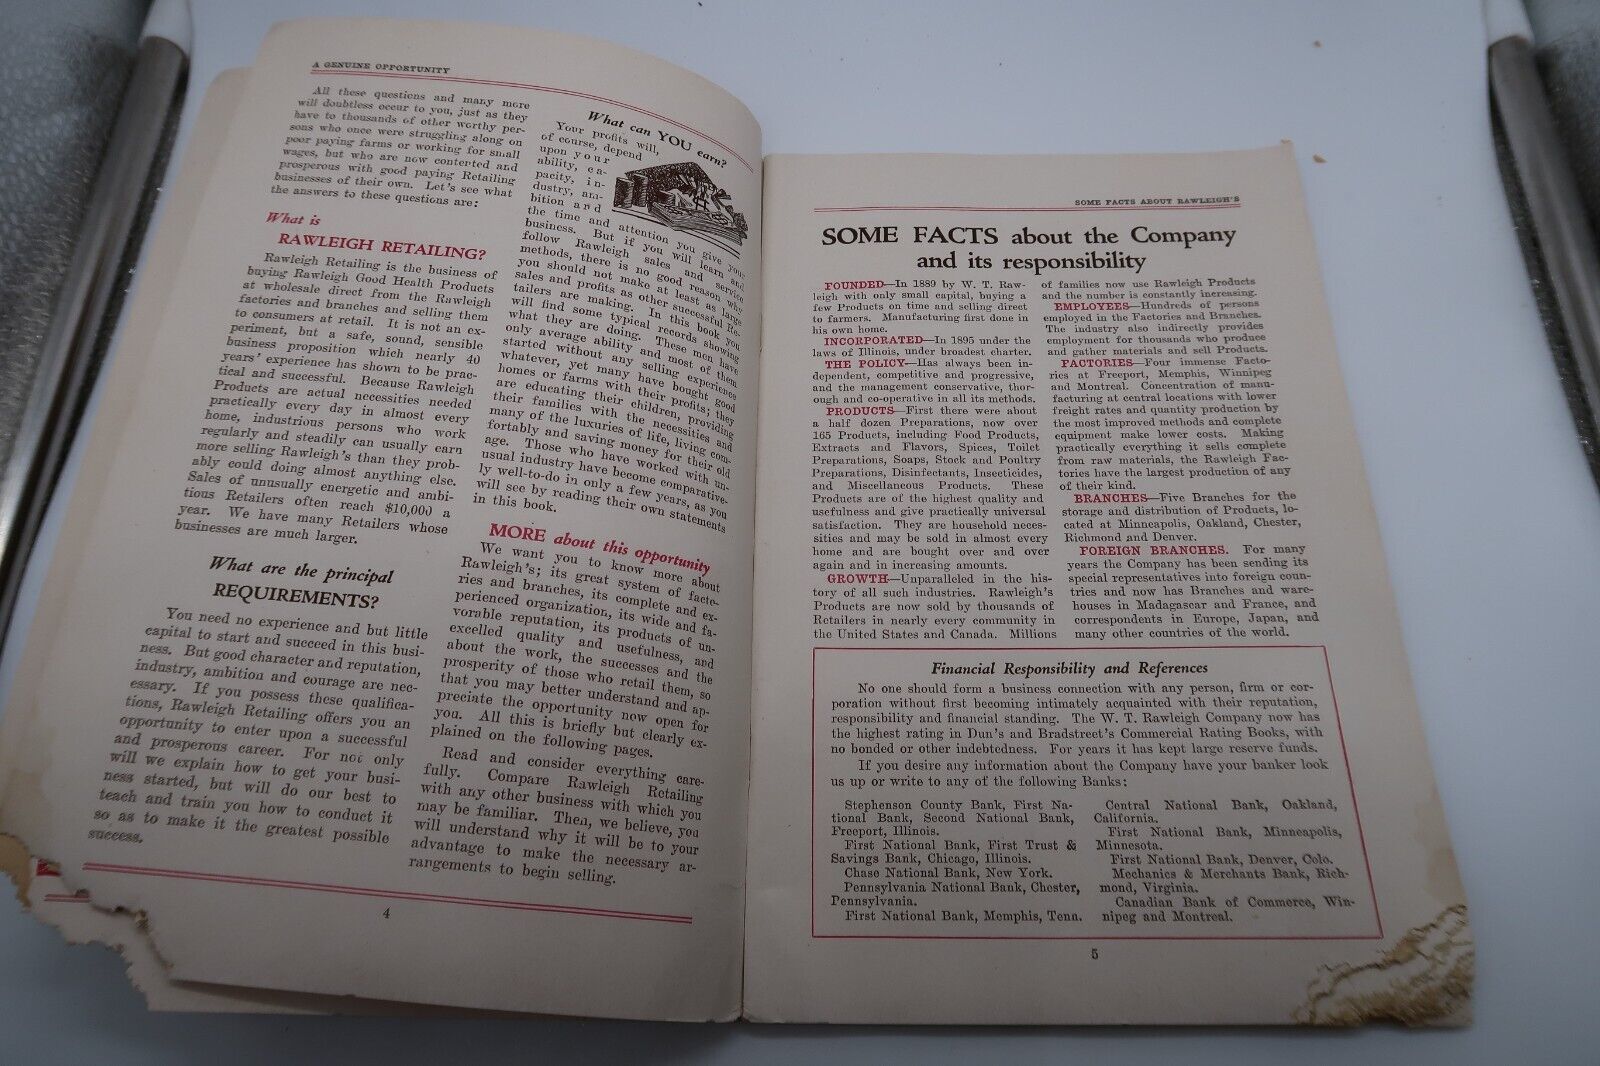 A GENUINE OPPORTUNITY
All these questions and many more
will doubtless occur to you, just as they
have to thousands of other worthy per-
sons who once were struggling along on
poor paying farms or working for small
wages, but who are now contented and
prosperous with good paying Retailing
businesses of their own. Let's see what
the answers to these questions are:
What is
RAWLEIGH RETAILING?
Rawleigh Retailing is the business of
buying Rawleigh Good Health Products
at wholesale direct from the Rawleigh
factories and branches and selling them
to consumers at retail. It is not an ex-
periment, but a safe, sound, sensible
business proposition which nearly 40
years' experience has shown to be prac-
tical and successful. Because Rawleigh
Products are actual necessities needed
practically every day in almost every
home, industrious persons who work
regularly and steadily can usually earn
more selling Rawleigh's than they prob-
ably could doing almost anything else.
Sales of unusually energetic and ambi-
tious Retailers often reach $10,000 a
year. We have many Retailers whose
businesses are much larger.
What are the principal
REQUIREMENTS?
You need no experience and but little
capital to start and succeed in this busi-
ness. But good character and reputation,
industry, ambition and courage are nec-
essary. If you possess these qualifica-
tions, Rawleigh Retailing offers you an
opportunity to enter upon a successful
and prosperous career. For not only
will we explain how to get your busi-
ness started, but will do our best to
teach and train you how to conduct it
so as to make it the greatest possible
success.
What can YOU earn?
Your profits will,
of course, depend
upon your
ability, ca-
pacity, in-
dustry, am-
bition and
the time and attention you give your
business. But if you will learn and
follow Rawleigh sales and service
methods, there is no good reason why
you should not make at least as large
sales and profits as other successful Re-
tailers are making. In this book you
will find some typical records showing
what they are doing. These men have
only average ability and most of them
started without any selling experience
whatever, yet many have bought good
homes or farms with their profits; they
are educating their children, providing
their families with the necessities and
many of the luxuries of life, living com-
fortably and saving money for their old
age. Those who have worked with un-
usual industry have become comparative-
ly well-to-do in only a few years, as you
will see by reading their own statements
in this book.
MORE about this opportunity
We want you to know more about
Rawleigh's; its great system of facto-
ries and branches, its complete and ex-
perienced organization, its wide and fa-
vorable reputation, its products of un-
excelled quality and usefulness, and
about the work, the successes and the
prosperity of those who retail them, so
that you may better understand and ap-
preciate the opportunity now open for
you. All this is briefly but clearly ex-
plained on the following pages.
Read and consider everything care-
fully. Compare Rawleigh Retailing
with any other business with which you
may be familiar. Then, we believe, you
will understand why it will be to your
advantage to make the necessary ar-
rangements to begin selling.
4
SOME FACTS ABOUT RAWLEIGH'S
SOME FACTS about the Company
and its responsibility
FOUNDED—In 1889 by W. T. Raw-
leigh with only small capital, buying a
few Products on time and selling direct
to farmers. Manufacturing first done in
his own home.
INCORPORATED—In 1895 under the
laws of Illinois, under broadest charter.
THE POLICY—Has always been in-
dependent, competitive and progressive,
and the management conservative, thor-
ough and co-operative in all its methods.
PRODUCTS—First there were about
a half dozen Preparations, now over
165 Products, including Food Products,
Extracts and Flavors, Spices, Toilet
Preparations, Soaps, Stock and Poultry
Preparations, Disinfectants, Insecticides,
and Miscellaneous Products. These
Products are of the highest quality and
usefulness and give practically universal
satisfaction. They are household neces-
sities and may be sold in almost every
home and are bought over and over
again and in increasing amounts.
GROWTH—Unparalleled in the his-
tory of all such industries. Rawleigh's
Products are now sold by thousands of
Retailers in nearly every community in
the United States and Canada. Millions
of families now use Rawleigh Products
and the number is constantly increasing.
EMPLOYEES—Hundreds of persons
employed in the Factories and Branches.
The industry also indirectly provides
employment for thousands who produce
and gather materials and sell Products.
FACTORIES—Four immense Facto-
ries at Freeport, Memphis, Winnipeg
and Montreal. Concentration of manu-
facturing at central locations with lower
freight rates and quantity production by
the most improved methods and complete
equipment make lower costs. Making
practically everything it sells complete
from raw materials, the Rawleigh Fac-
tories have the largest production of any
of their kind.
BRANCHES—Five Branches for the
storage and distribution of Products, lo-
cated at Minneapolis, Oakland, Chester,
Richmond and Denver.
FOREIGN BRANCHES. For many
years the Company has been sending its
special representatives into foreign coun-
tries and now has Branches and ware-
houses in Madagascar and France, and
correspondents in Europe, Japan, and
many other countries of the world.
Financial Responsibility and References
No one should form a business connection with any person, firm or cor-
poration without first becoming intimately acquainted with their reputation,
responsibility and financial standing. The W. T. Rawleigh Company now has
the highest rating in Dun's and Bradstreet's Commercial Rating Books, with
no bonded or other indebtedness. For years it has kept large reserve funds.
If you desire any information about the Company have your banker look
us up or write to any of the following Banks:
Stephenson County Bank, First Na-
tional Bank, Second National Bank,
Freeport, Illinois.
First National Bank, First Trust &
Savings Bank, Chicago, Illinois.
Chase National Bank, New York.
Pennsylvania National Bank, Chester,
Pennsylvania.
First National Bank, Memphis, Tenn.
Central National Bank, Oakland,
California.
First National Bank, Minneapolis,
Minnesota.
First National Bank, Denver, Colo.
Mechanics & Merchants Bank, Rich-
mond, Virginia.
Canadian Bank of Commerce, Win-
nipeg and Montreal.
5